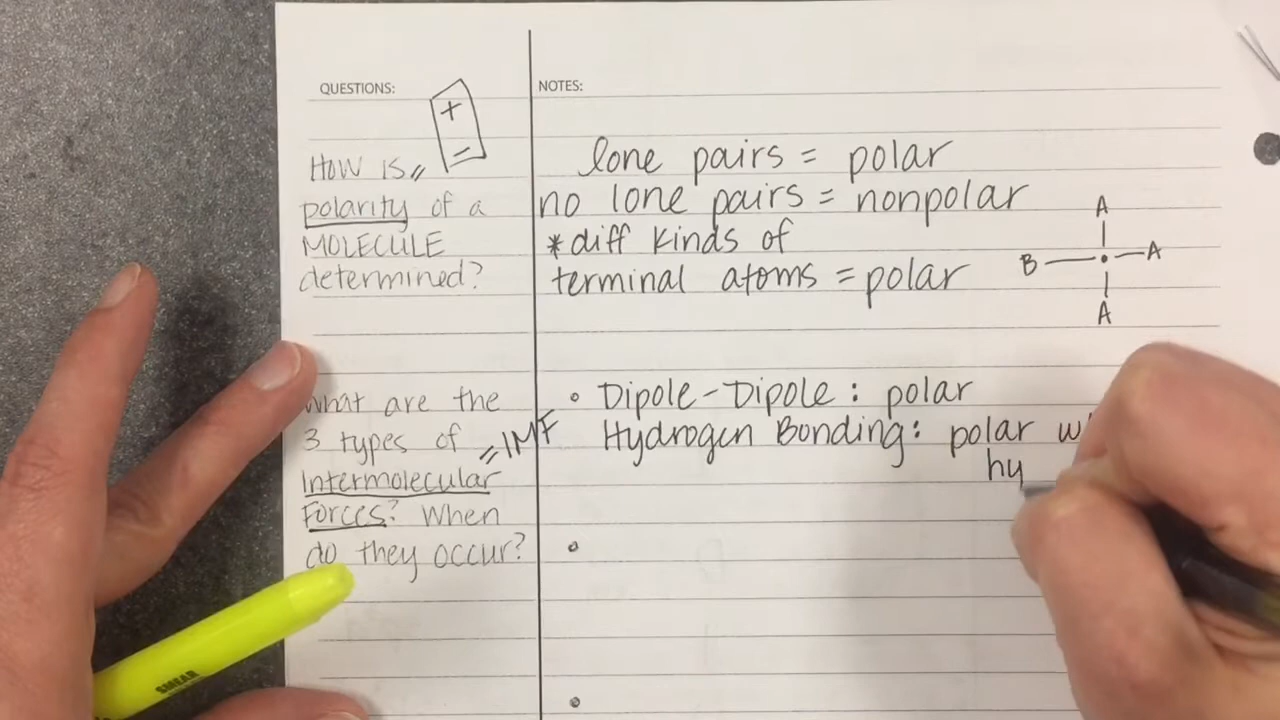 QUESTIONS:
NOTES:
+
−
HOW IS
polarity of a
MOLECULE
determined?
lone pairs = polar
no lone pairs = nonpolar
*diff kinds of
terminal atoms = polar
A
B A
A
What are the
3 types of = IMF
Intermolecular
Forces? When
do they occur?
Dipole-Dipole: polar
Hydrogen Bonding: polar
hy
SMEAR